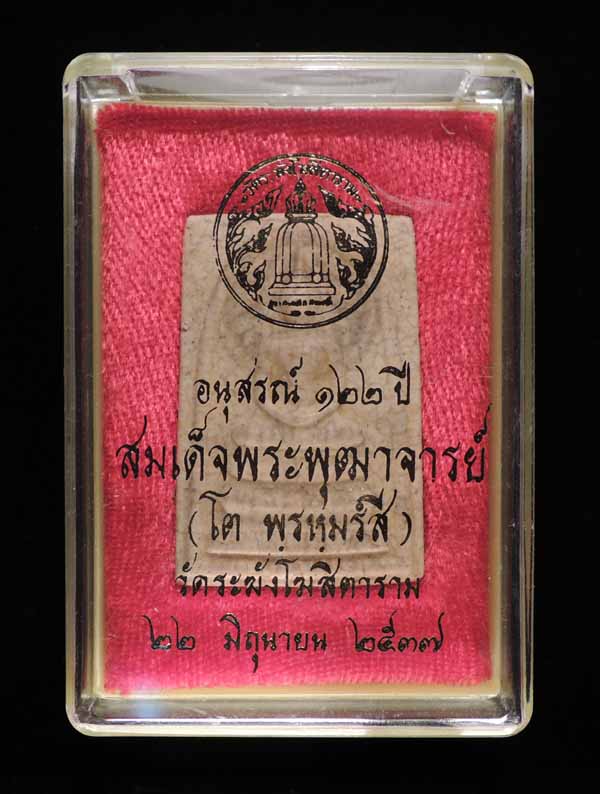 อนุสรณ์ ๑๒๒ ปี
สมเด็จพระพุฒาจารย์
(โต พฺรหฺมรํสี)
วัดระฆังโฆสิตาราม
๒๒ มิถุนายน ๒๕๓๗